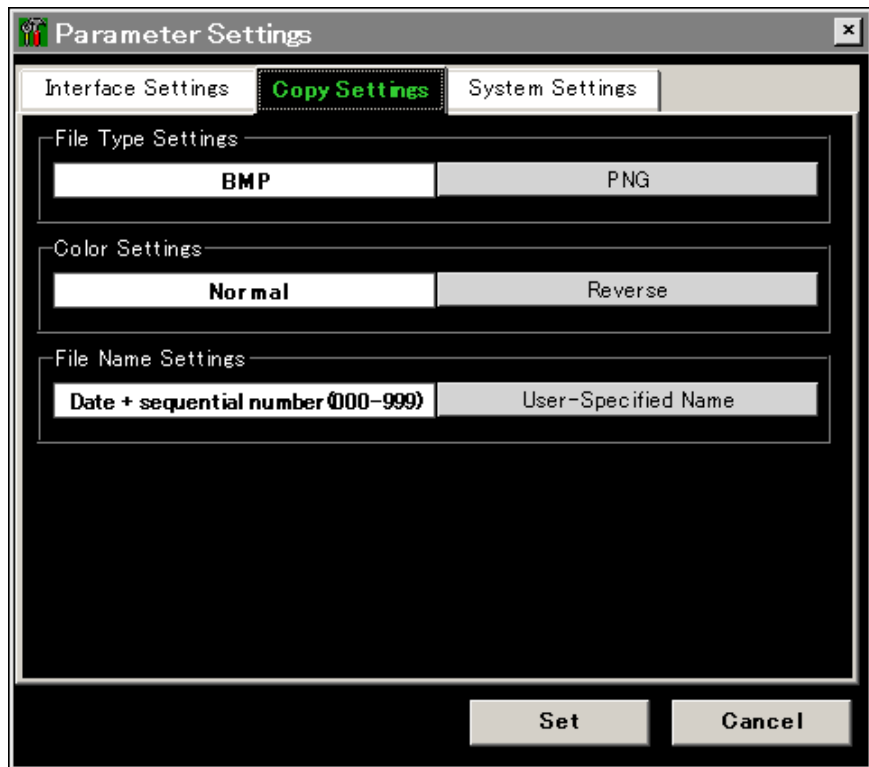 Parameter Settings
Interface Settings Copy Settings System Settings
File Type Settings
BMP PNG
Color Settings
Normal Reverse
File Name Settings
Date + sequential number(000-999) User-Specified Name
Set Cancel